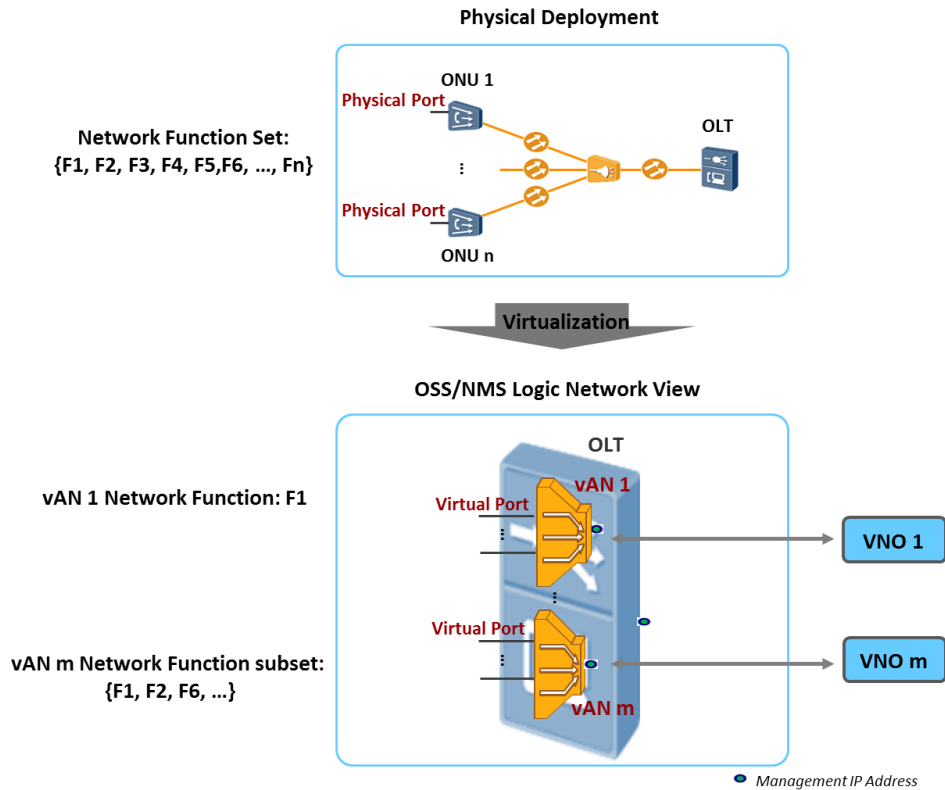 Physical Deployment
ONU 1
Physical Port
OLT
Network Function Set:
{F1, F2, F3, F4, F5,F6, ..., Fn}
...
Physical Port
ONU n
Virtualization
OSS/NMS Logic Network View
OLT
vAN 1
vAN 1 Network Function: F1
Virtual Port
...
VNO 1
...
Virtual Port
vAN m Network Function subset:
{F1, F2, F6, ...}
...
VNO m
vAN m
Management IP Address